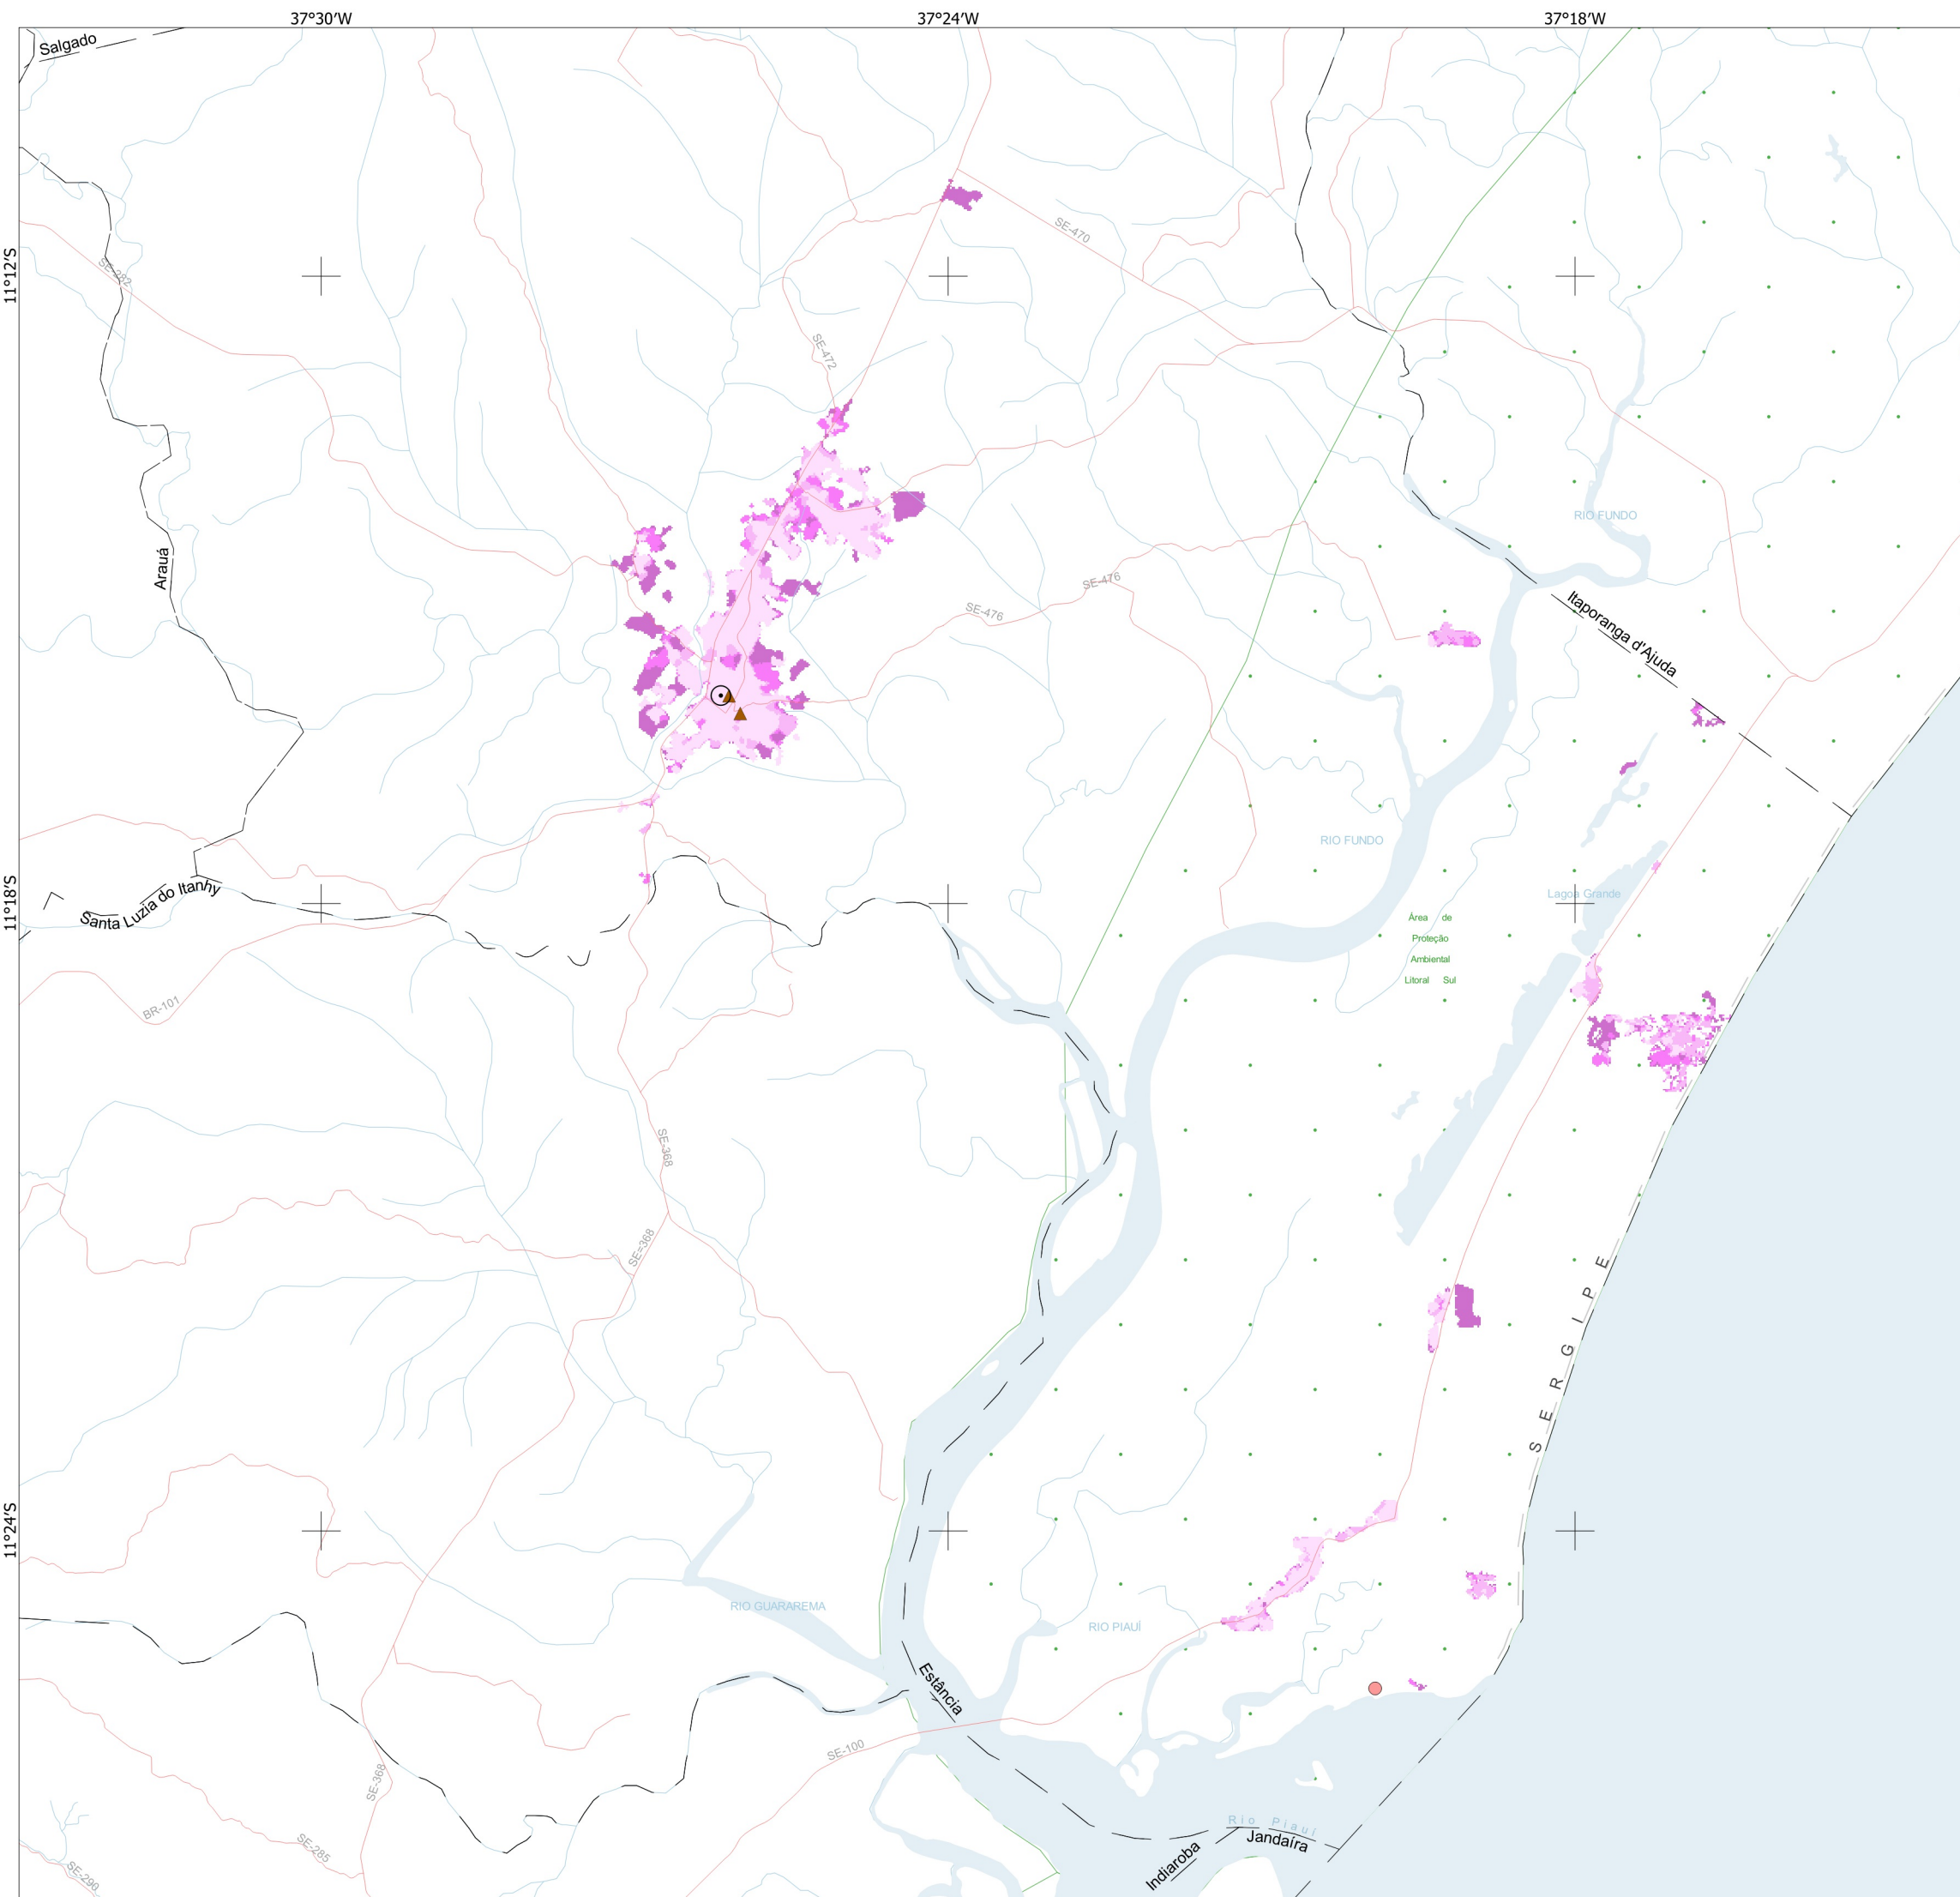 37°30'W
37°24'W
37°18'W
Salgado
SE-470
11°12'S
SE-282
SE-472
RIO FUNDO
Arauá
SE-476
SE-476
Itaporanga d'Ajuda
RIO FUNDO
11°18'S
Santa Luzia do Itanhy
Lagoa Grande
Área de
Proteção
Ambiental
Litoral Sul
BR-101
SE-368
SE-368
SERGIPE
11°24'S
RIO GUARAREMA
RIO PIAUÍ
Estância
SE-100
SE-368
Rio Piauí
Jandaíra
SE-285
Indiaroba
SE-290